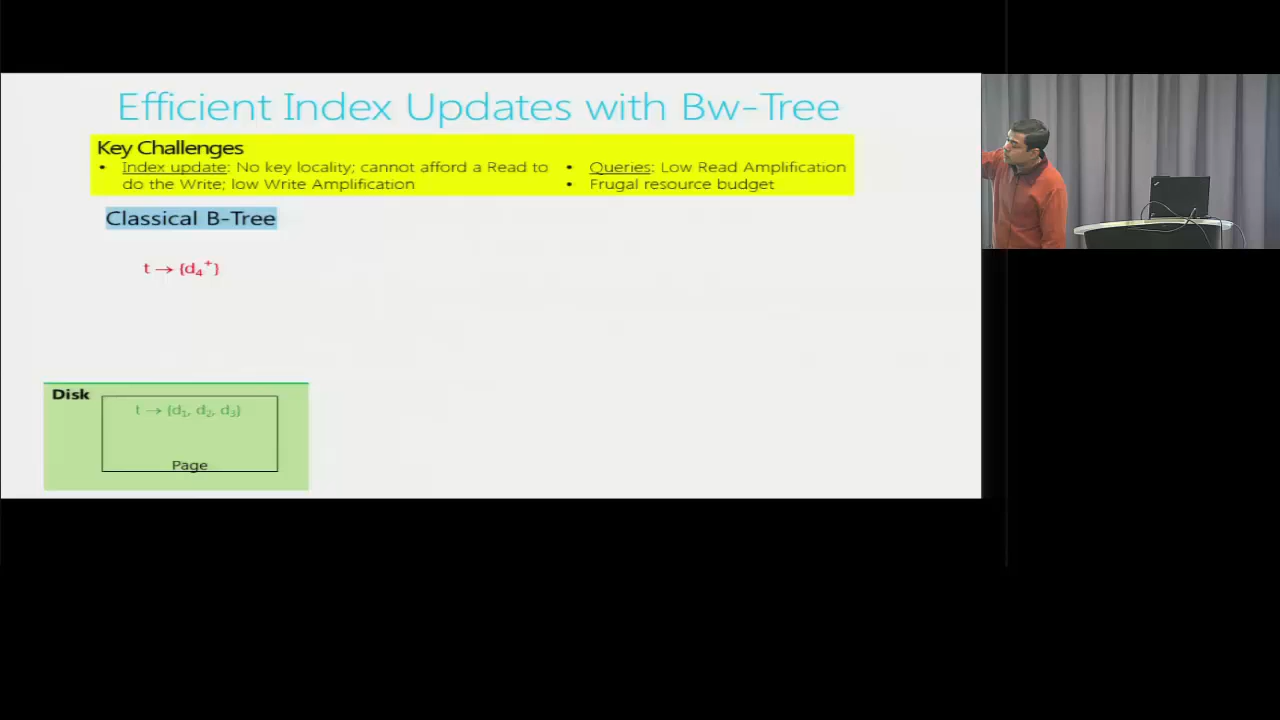 Efficient Index Updates with Bw-Tree
Key Challenges
• Index update: No key locality; cannot afford a Read to
do the Write; low Write Amplification
• Queries: Low Read Amplification
• Frugal resource budget
Classical B-Tree
t → {d₄⁺}
Disk
t → {d₁, d₂, d₃}
Page